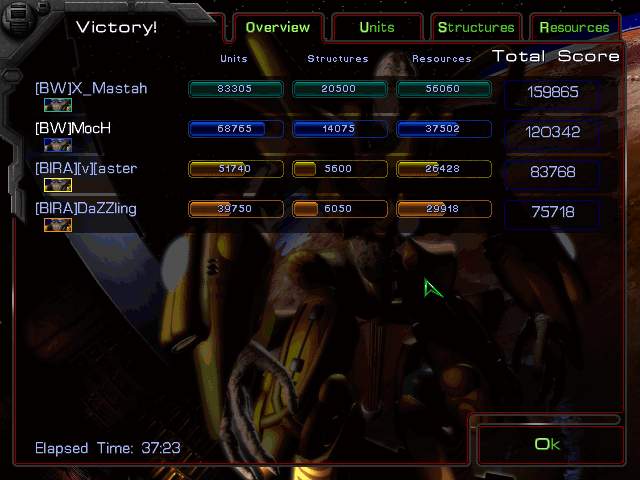 Victory! Overview Units Structures Resources
Units Structures Resources Total Score
[BW]X_Mastah 83305 20500 56060 159865
[BW]MocH 68765 14075 37502 120342
[BIRA][v][aster 51740 5600 26428 83768
[BIRA]DaZZling 39750 6050 29918 75718
Elapsed Time: 37:23 Ok